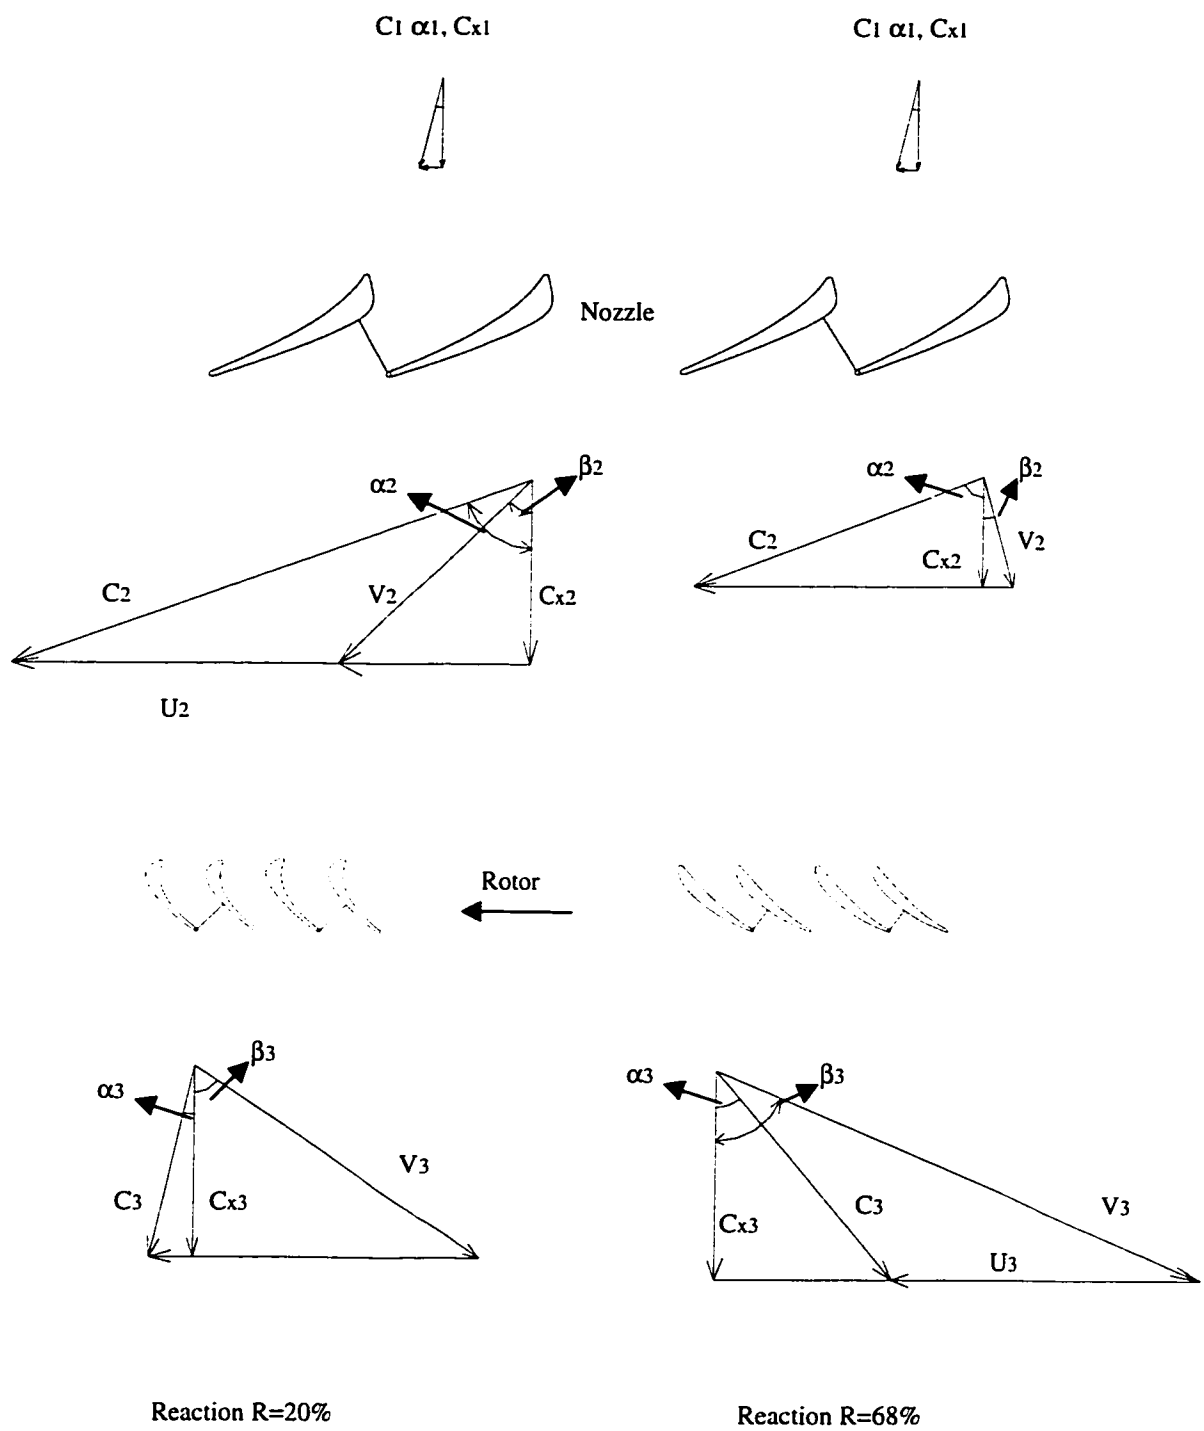 C1 α1, Cx1
C1 α1, Cx1
Nozzle
α2
β2
C2
V2
Cx2
U2
α2
β2
C2
Cx2
V2
Rotor
α3
β3
C3
Cx3
V3
α3
β3
Cx3
C3
V3
U3
Reaction R=20%
Reaction R=68%